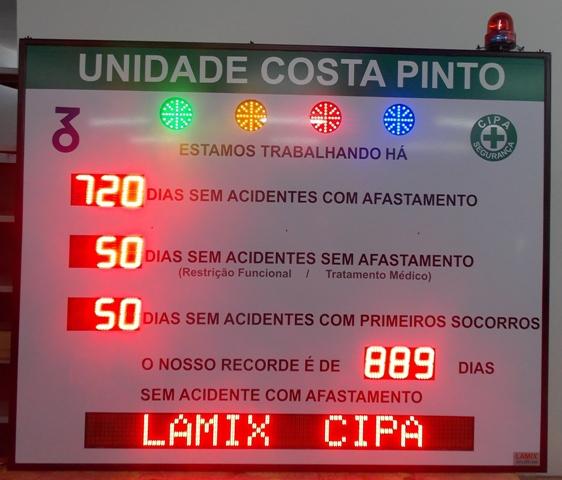 UNIDADE COSTA PINTO
CIPA
SEGURANÇA
ESTAMOS TRABALHANDO HÁ
720 DIAS SEM ACIDENTES COM AFASTAMENTO
50 DIAS SEM ACIDENTES SEM AFASTAMENTO
(Restrição Funcional / Tratamento Médico)
50 DIAS SEM ACIDENTES COM PRIMEIROS SOCORROS
O NOSSO RECORDE É DE 889 DIAS
SEM ACIDENTE COM AFASTAMENTO
LAMIX CIPA
LAMIX